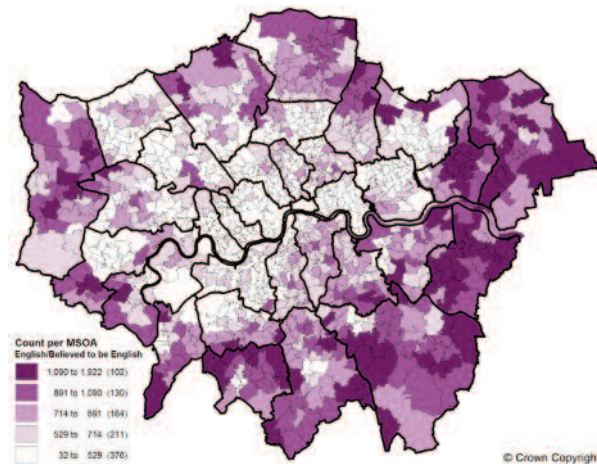 Count per MSOA
English/Believed to be English
1,090 to 1,922 (102)
891 to 1,090 (130)
714 to 891 (164)
529 to 714 (211)
32 to 529 (376)
© Crown Copyrigh